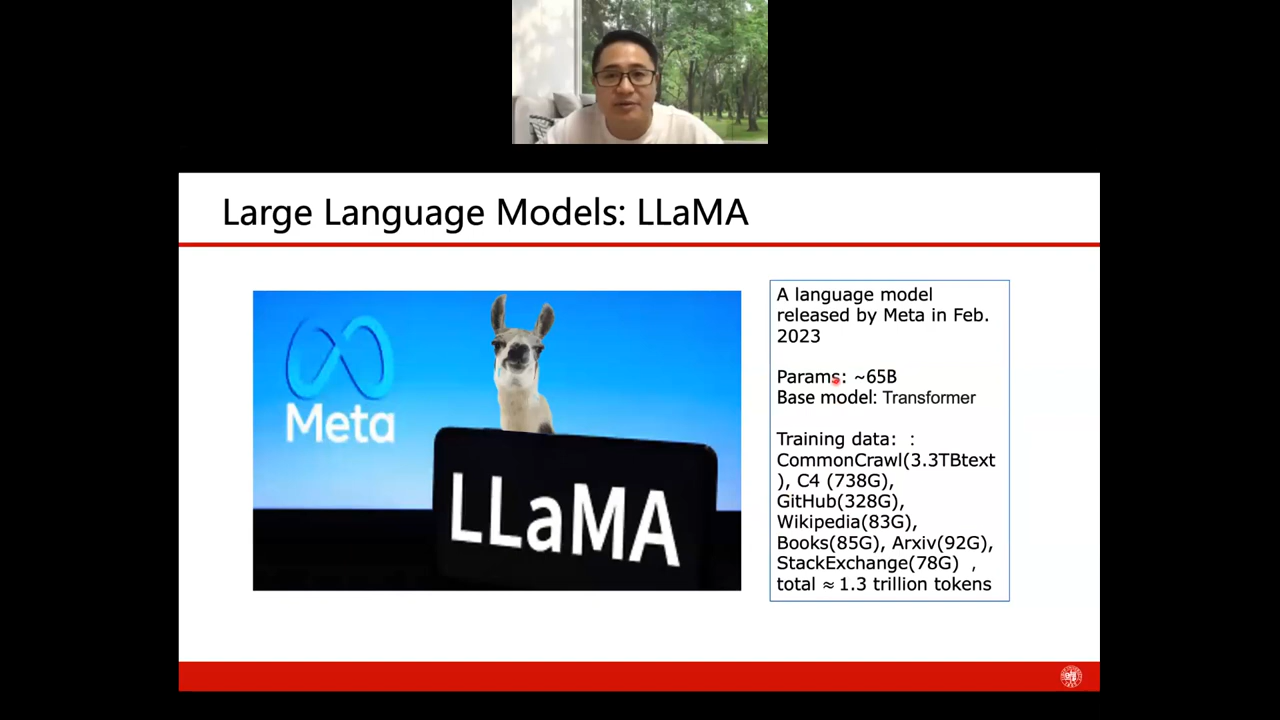 Large Language Models: LLaMA
Meta
LLaMA
A language model
released by Meta in Feb.
2023
Params: ~65B
Base model: Transformer
Training data: :
CommonCrawl(3.3TBtext
), C4 (738G),
GitHub(328G),
Wikipedia(83G),
Books(85G), Arxiv(92G),
StackExchange(78G) ,
total ≈ 1.3 trillion tokens